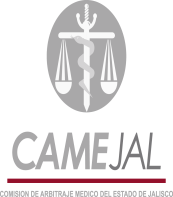 CAMEJAL
COMISION DE ARBITRAJE MEDICO DEL ESTADO DE JALISCO